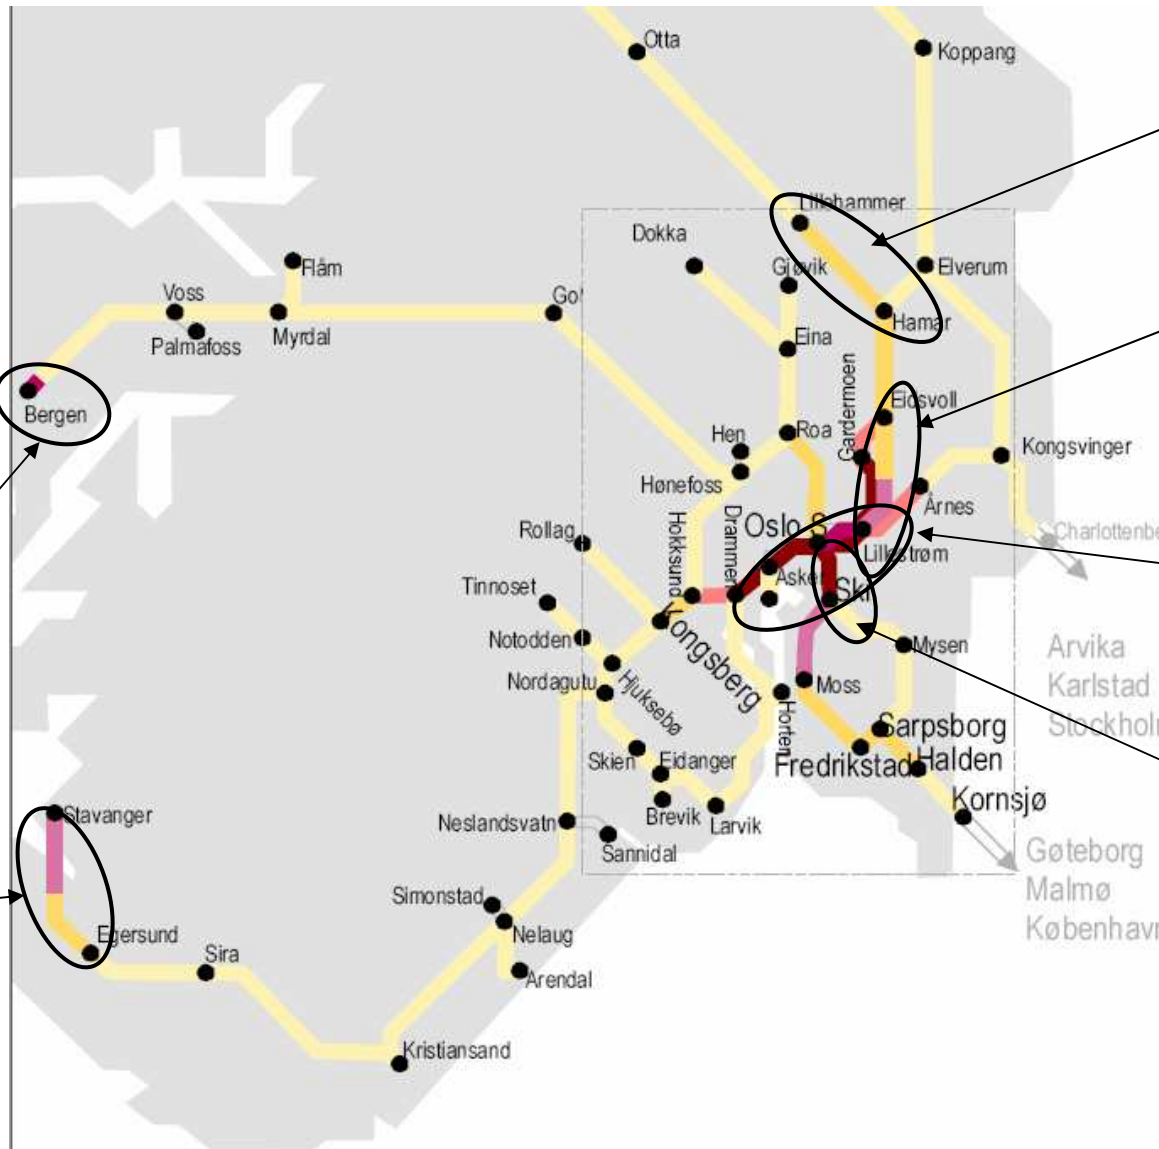 Otta
Koppang
Lillehammer
Dokka
Gjøvik
Elverum
Flåm
Voss
Go
Hamar
Myrdal
Palmafoss
Eina
Gardermoen
Eidsvoll
Bergen
Hen
Roa
Kongsvinger
Hønefoss
Årnes
Rollag
Hokksund
Drammen
Oslo S
Lillestrøm
Charlottenbe
Tinnoset
Asker
Ski
Notodden
Kongsberg
Mysen
Arvika
Karlstad
Stockholm
Nordagutu
Hjuksebø
Moss
Horten
Sarpsborg
Skien
Eidanger
Fredrikstad
Halden
Brevik
Larvik
Kornsjø
Stavanger
Neslandsvatn
Sannidal
Gøteborg
Malmø
København
Simonstad
Nelaug
Egersund
Sira
Arendal
Kristiansand